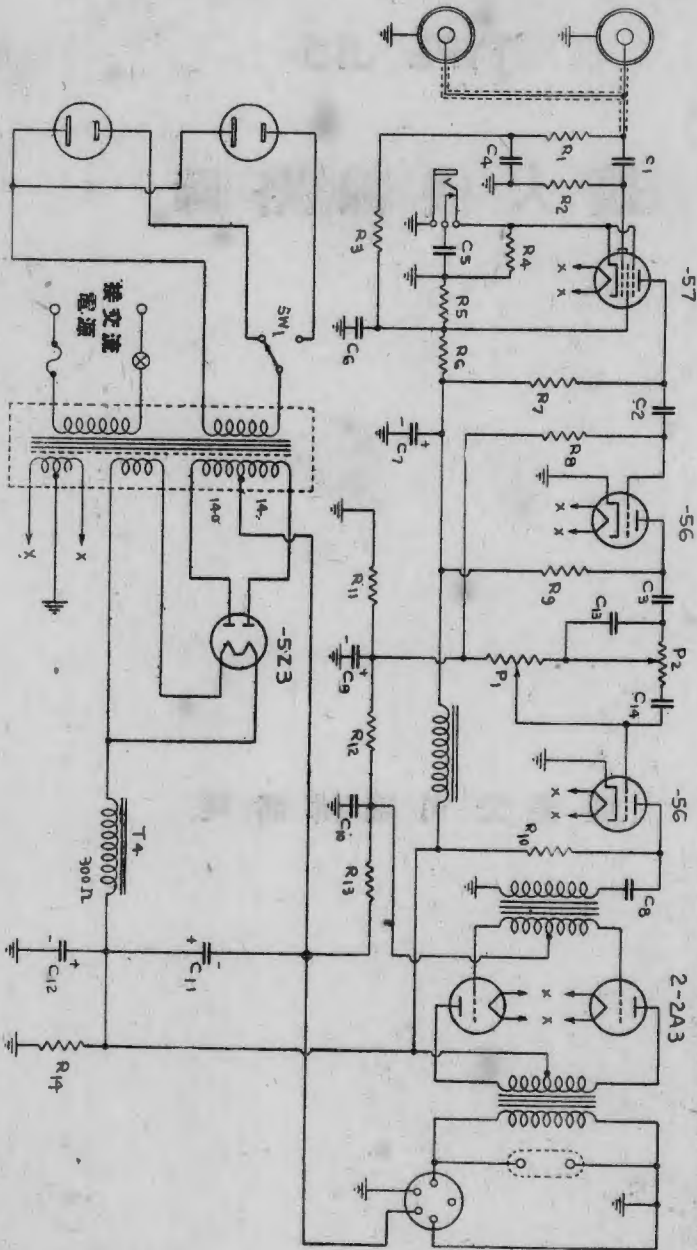 -57
-56
-56
2-2A3
C1
R1
R2
C4
R3
R4
C5
R5
R6
C6
C2
R7
R8
C7
C3
R9
C13
P2
C14
P1
R10
C8
SW1
接交流
電源
R11
C9
R12
C10
R13
-5Z3
T4
300Ω
C12
C11
R14
X
X
X
X
X
X
X
X
X
X